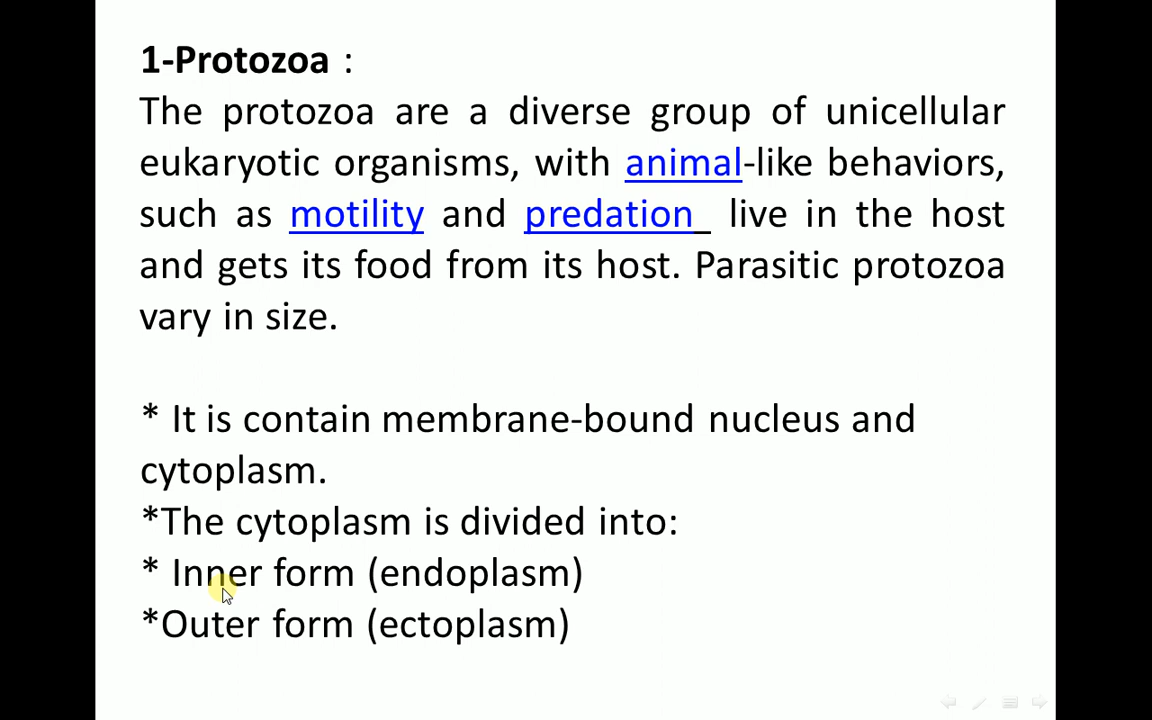 1-Protozoa :
The protozoa are a diverse group of unicellular
eukaryotic organisms, with animal-like behaviors,
such as motility and predation_ live in the host
and gets its food from its host. Parasitic protozoa
vary in size.
* It is contain membrane-bound nucleus and
cytoplasm.
*The cytoplasm is divided into:
* Inner form (endoplasm)
*Outer form (ectoplasm)